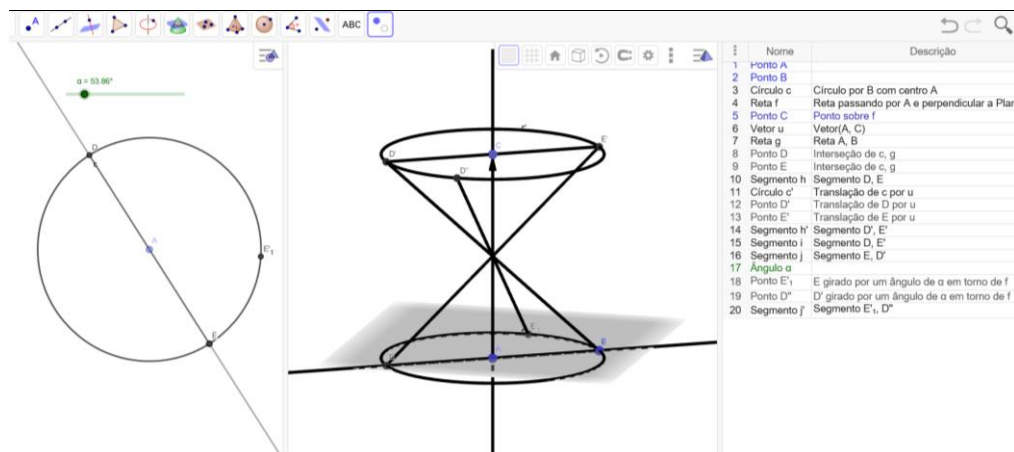 ABC
α = 53.86°
D
c
A
E'₁
E
c'
E'
D'
C
D''
E'₁
A
E
Nome Descrição
1 Ponto A
2 Ponto B
3 Círculo c Círculo por B com centro A
4 Reta f Reta passando por A e perpendicular a Plan
5 Ponto C Ponto sobre f
6 Vetor u Vetor(A, C)
7 Reta g Reta A, B
8 Ponto D Interseção de c, g
9 Ponto E Interseção de c, g
10 Segmento h Segmento D, E
11 Círculo c' Translação de c por u
12 Ponto D' Translação de D por u
13 Ponto E' Translação de E por u
14 Segmento h' Segmento D', E'
15 Segmento i Segmento D, E'
16 Segmento j Segmento E, D'
17 Ângulo α
18 Ponto E'₁ E girado por um ângulo de α em torno de f
19 Ponto D'' D' girado por um ângulo de α em torno de f
20 Segmento j' Segmento E'₁, D''